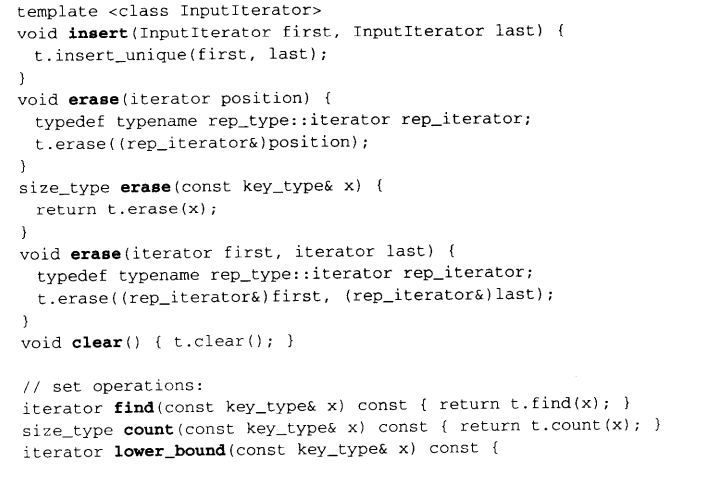 template <class InputIterator>
void insert(InputIterator first, InputIterator last) {
  t.insert_unique(first, last);
}
void erase(iterator position) {
  typedef typename rep_type::iterator rep_iterator;
  t.erase((rep_iterator&)position);
}
size_type erase(const key_type& x) {
  return t.erase(x);
}
void erase(iterator first, iterator last) {
  typedef typename rep_type::iterator rep_iterator;
  t.erase((rep_iterator&)first, (rep_iterator&)last);
}
void clear() { t.clear(); }

// set operations:
iterator find(const key_type& x) const { return t.find(x); }
size_type count(const key_type& x) const { return t.count(x); }
iterator lower_bound(const key_type& x) const {